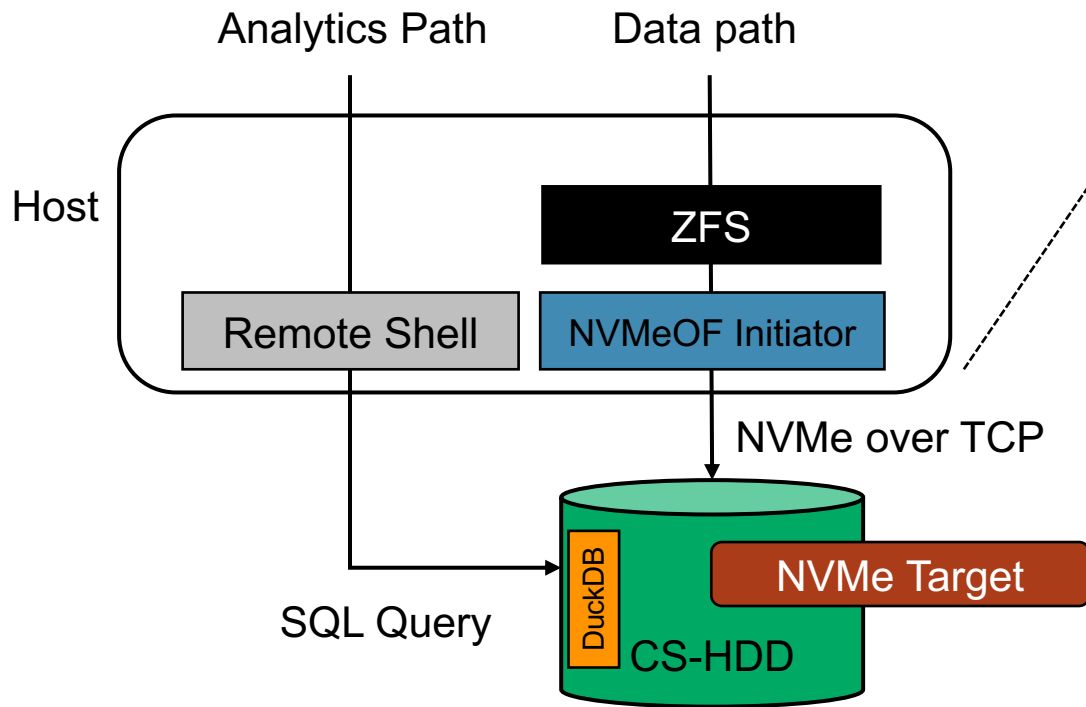 Analytics Path
Data path
Host
ZFS
Remote Shell
NVMeOF Initiator
NVMe over TCP
DuckDB
NVMe Target
SQL Query
CS-HDD